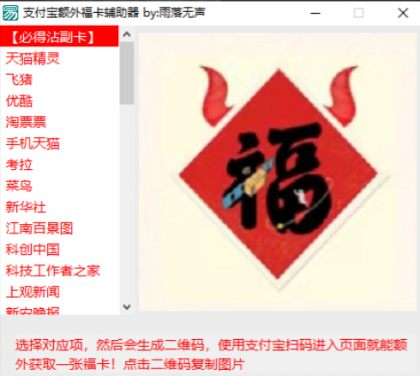 支付宝额外福卡辅助器 by:雨落无声
【必得沾副卡】
天猫精灵
飞猪
优酷
淘票票
手机天猫
考拉
菜鸟
新华社
江南百景图
科创中国
科技工作者之家
上观新闻
新安晚报
福
选择对应项，然后会生成二维码，使用支付宝扫码进入页面就能额
外获取一张福卡！点击二维码复制图片